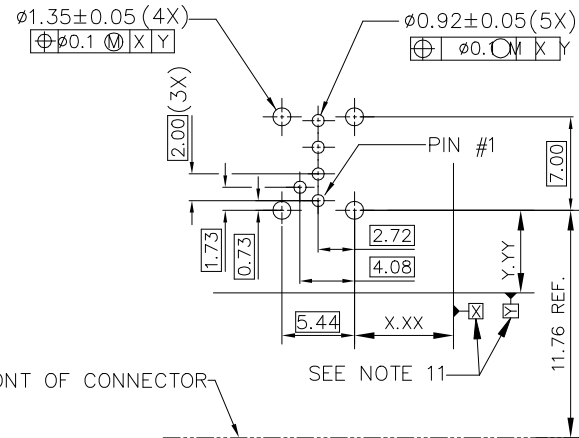 ø1.35±0.05 (4X)
⌖ ø0.1 Ⓜ X Y
ø0.92±0.05 (5X)
⌖ ø0.1 Ⓜ X Y
2.00 (3X)
PIN #1
7.00
1.73
0.73
2.72
4.08
Y.YY
5.44
X.XX
X
Y
11.76 REF.
SEE NOTE 11
ONT OF CONNECTOR